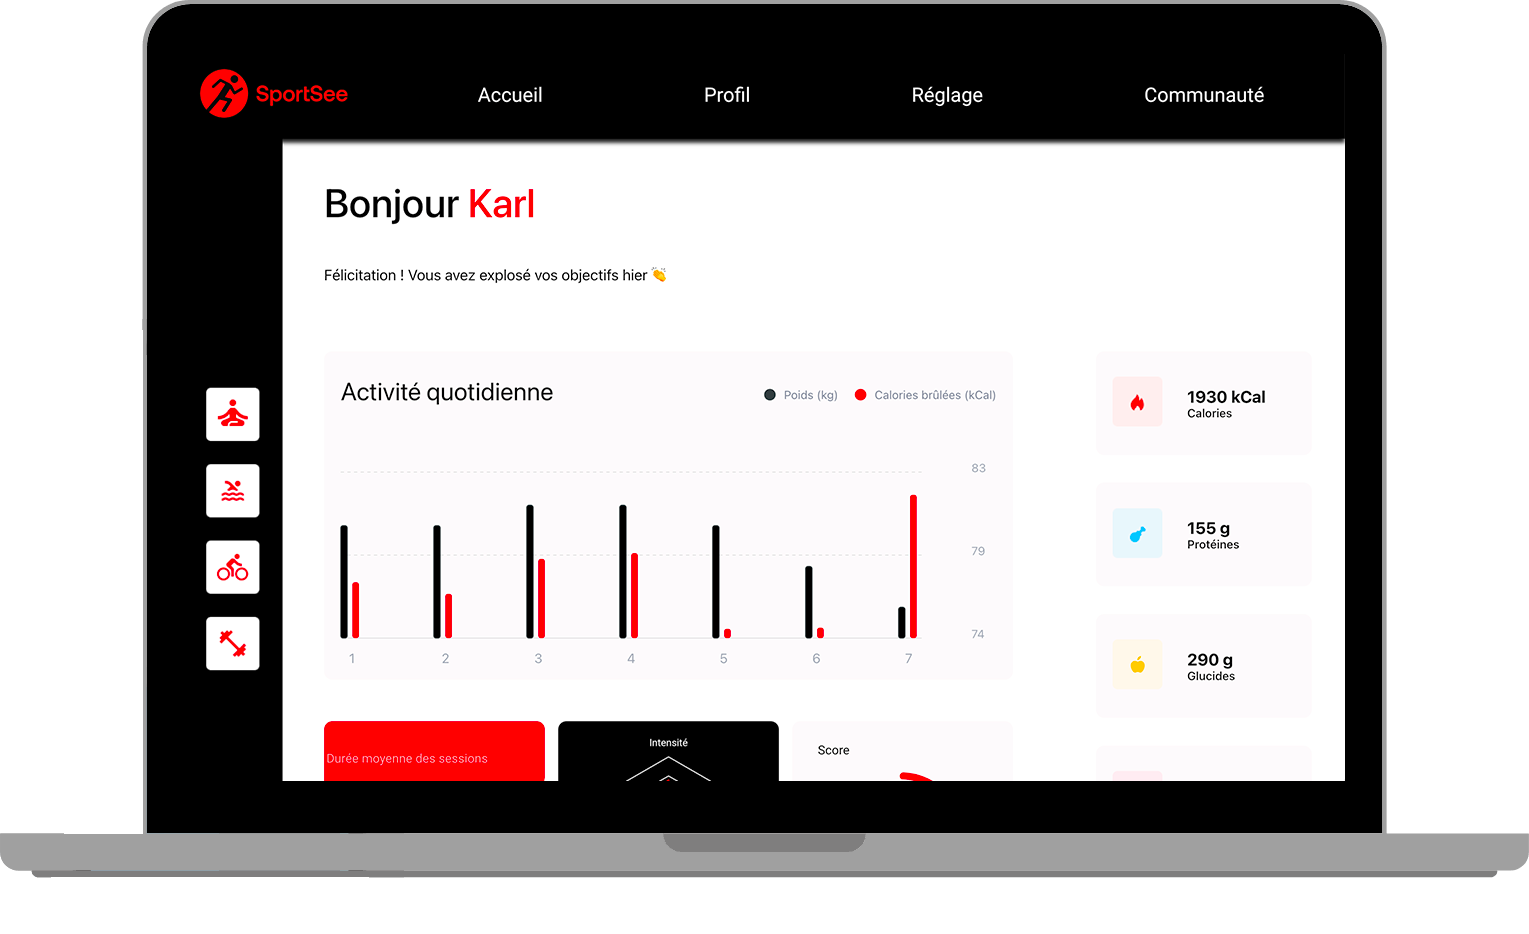 SportSee
Accueil
Profil
Réglage
Communauté
Bonjour Karl
Félicitation ! Vous avez explosé vos objectifs hier 👏
Activité quotidienne
Poids (kg)
Calories brûlées (kCal)
83
79
74
1
2
3
4
5
6
7
1930 kCal
Calories
155 g
Protéines
290 g
Glucides
Durée moyenne des sessions
Intensité
Score